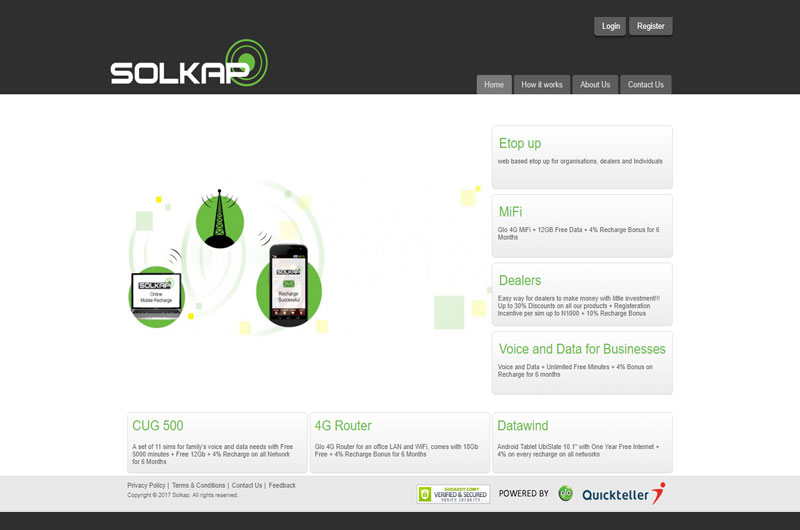 Login Register
SOLKAP
Home How it works About Us Contact Us
Etop up
web based etop up for organisations, dealers and Individuals
MiFi
Glo 4G MiFi + 12GB Free Data + 4% Recharge Bonus for 6
Months
Dealers
Easy way for dealers to make money with little investment!!!
Up to 30% Discounts on all our products + Registeration
Incentive per sim up to N1000 + 10% Recharge Bonus
Voice and Data for Businesses
Voice and Data + Unlimited Free Minutes + 4% Bonus on
Recharge for 6 months
SOLKAP
Online
Mobile Recharge
SOLKAP
Recharge
Successful
CUG 500
A set of 11 sims for family's voice and data needs with Free
5000 minutes + Free 12Gb + 4% Recharge on all Network
for 6 Months
4G Router
Glo 4G Router for an office LAN and WiFi, comes with 18Gb
Free + 4% Recharge Bonus for 6 Months
Datawind
Android Tablet UbiSlate 10.1" with One Year Free Internet +
4% on every recharge on all networks
Privacy Policy | Terms & Conditions | Contact Us | Feedback
Copyright © 2017 Solkap. All rights reserved.
GODADDY.COM®
VERIFIED & SECURED
VERIFY SECURITY
POWERED BY
glo
Quickteller